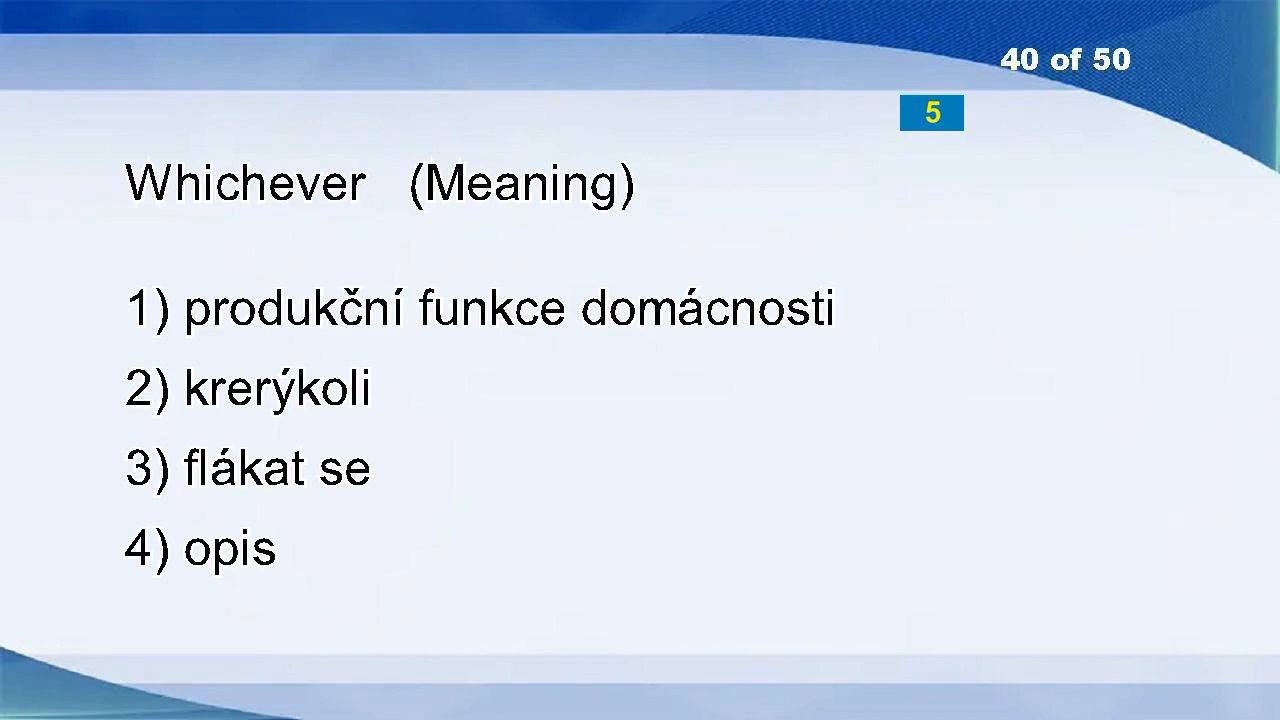 40 of 50
5
Whichever (Meaning)
1) produkční funkce domácnosti
2) krerýkoli
3) flákat se
4) opis